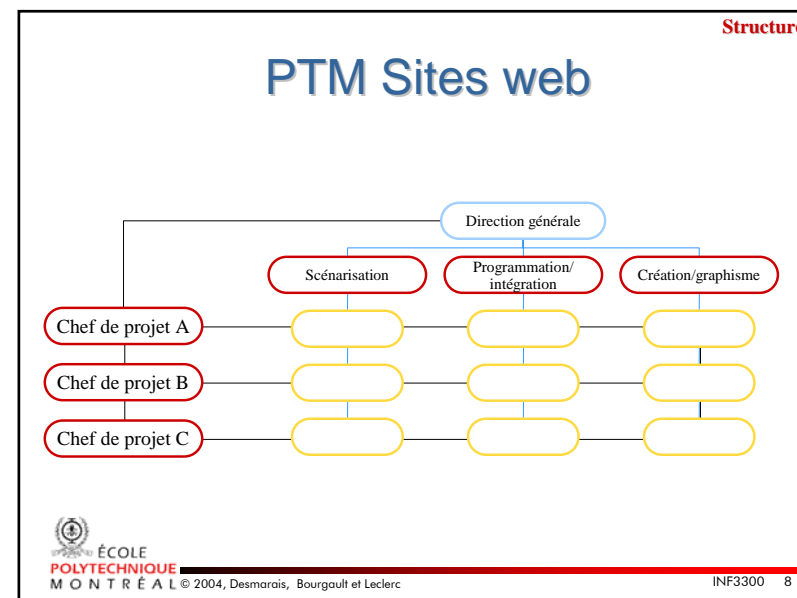 Structure
PTM Sites web
Direction générale
Scénarisation
Programmation/
intégration
Création/graphisme
Chef de projet A
Chef de projet B
Chef de projet C
ÉCOLE
POLYTECHNIQUE
MONTRÉAL © 2004, Desmarais, Bourgault et Leclerc
INF3300 8